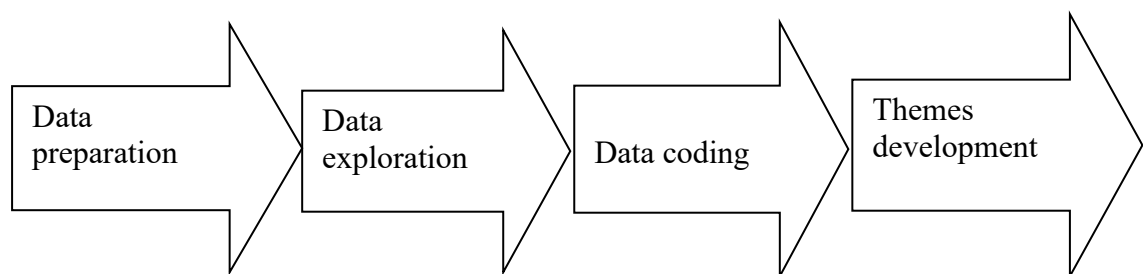 Data
preparation
Data
exploration
Data coding
Themes
development